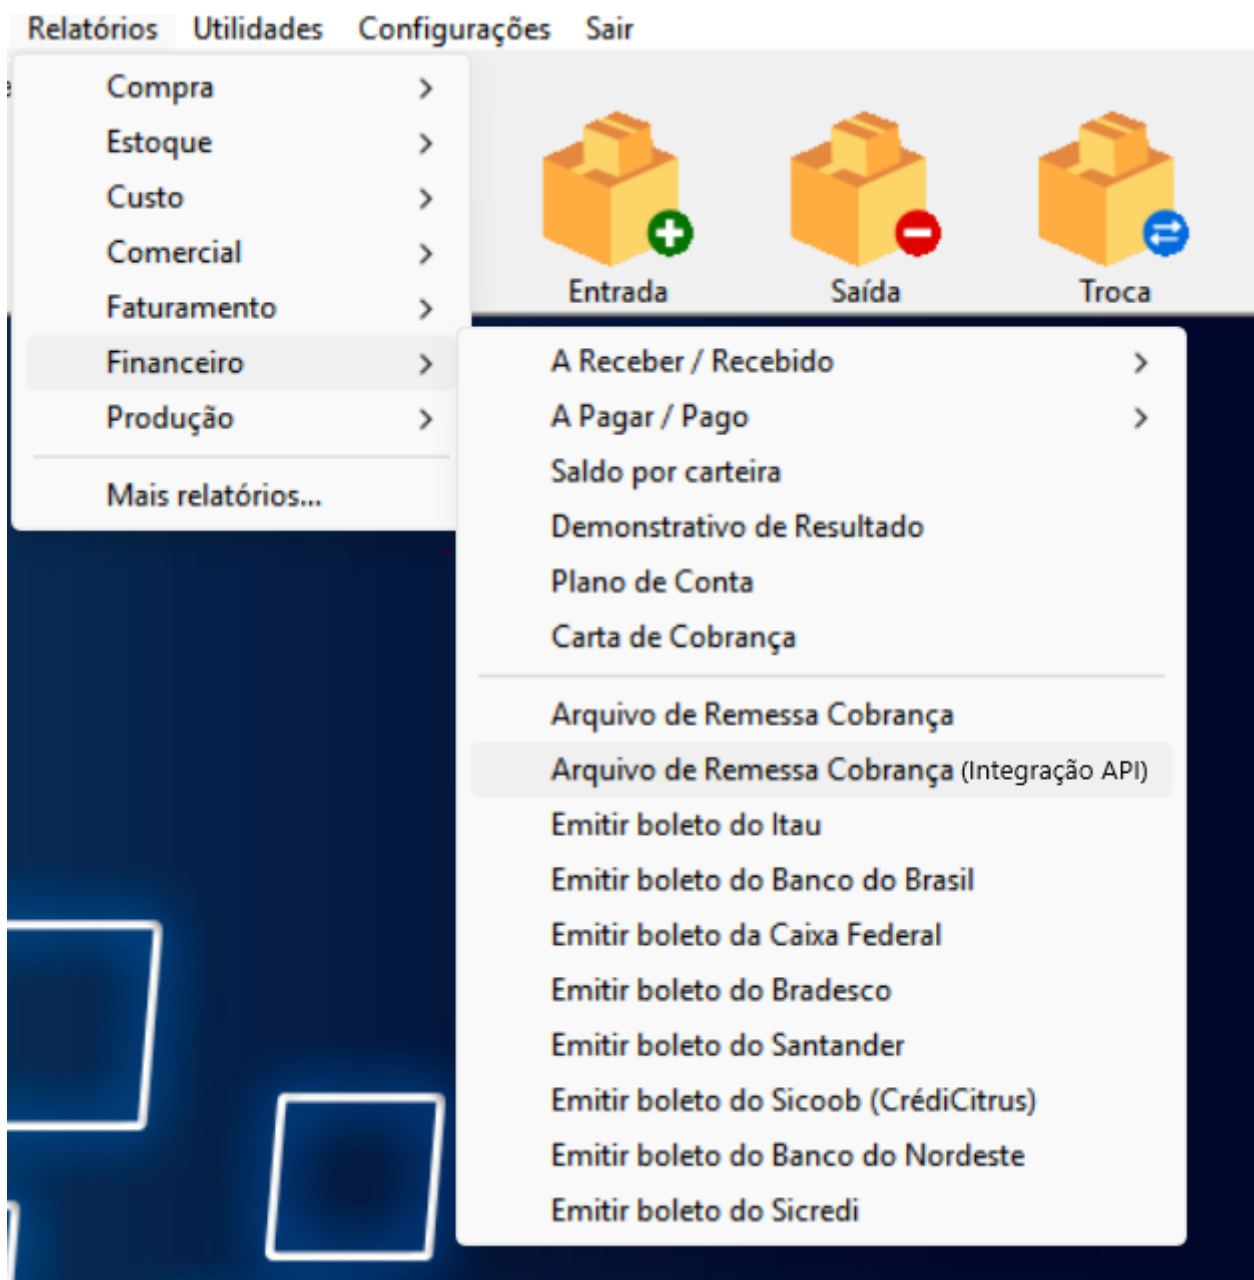 Relatórios Utilidades Configurações Sair
Compra
Estoque
Custo
Comercial
Faturamento
Financeiro
Produção
Mais relatórios...
Entrada Saída Troca
A Receber / Recebido
A Pagar / Pago
Saldo por carteira
Demonstrativo de Resultado
Plano de Conta
Carta de Cobrança
Arquivo de Remessa Cobrança
Arquivo de Remessa Cobrança (Integração API)
Emitir boleto do Itau
Emitir boleto do Banco do Brasil
Emitir boleto da Caixa Federal
Emitir boleto do Bradesco
Emitir boleto do Santander
Emitir boleto do Sicoob (CrédiCitrus)
Emitir boleto do Banco do Nordeste
Emitir boleto do Sicredi